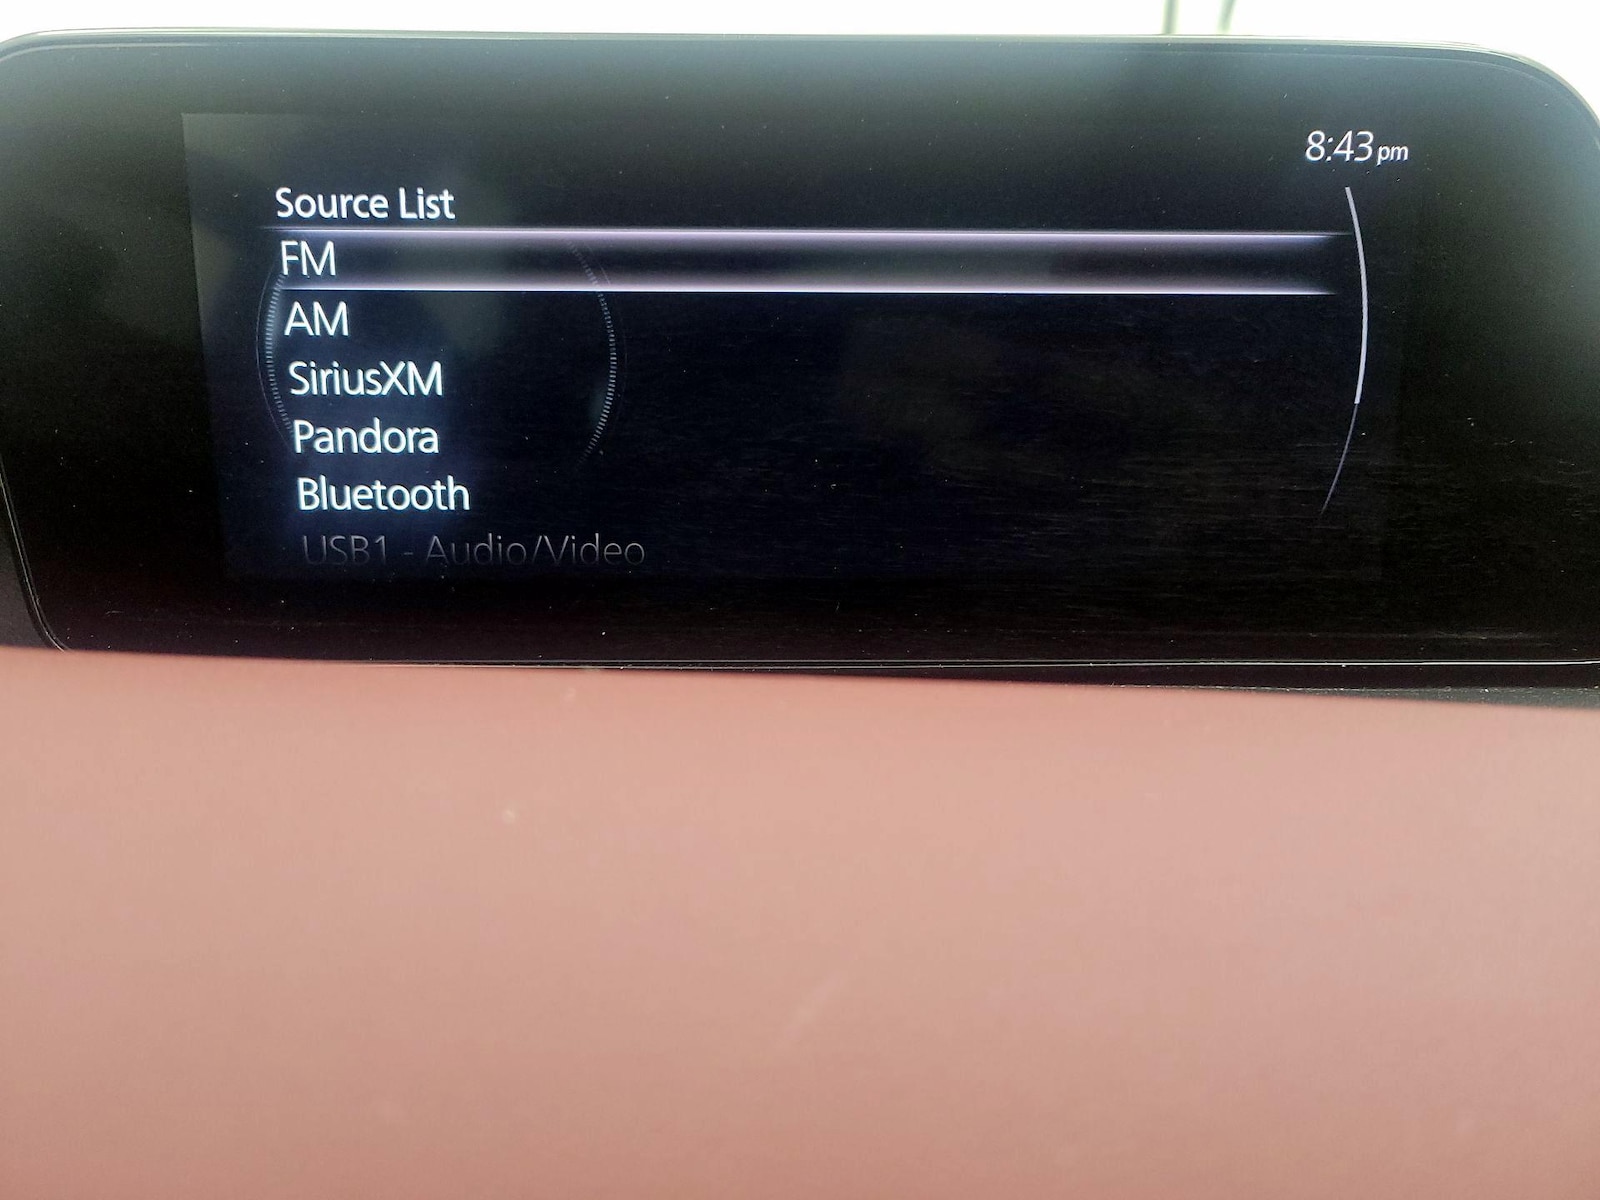 8:43 pm
Source List
FM
AM
SiriusXM
Pandora
Bluetooth
USB1 - Audio/Video